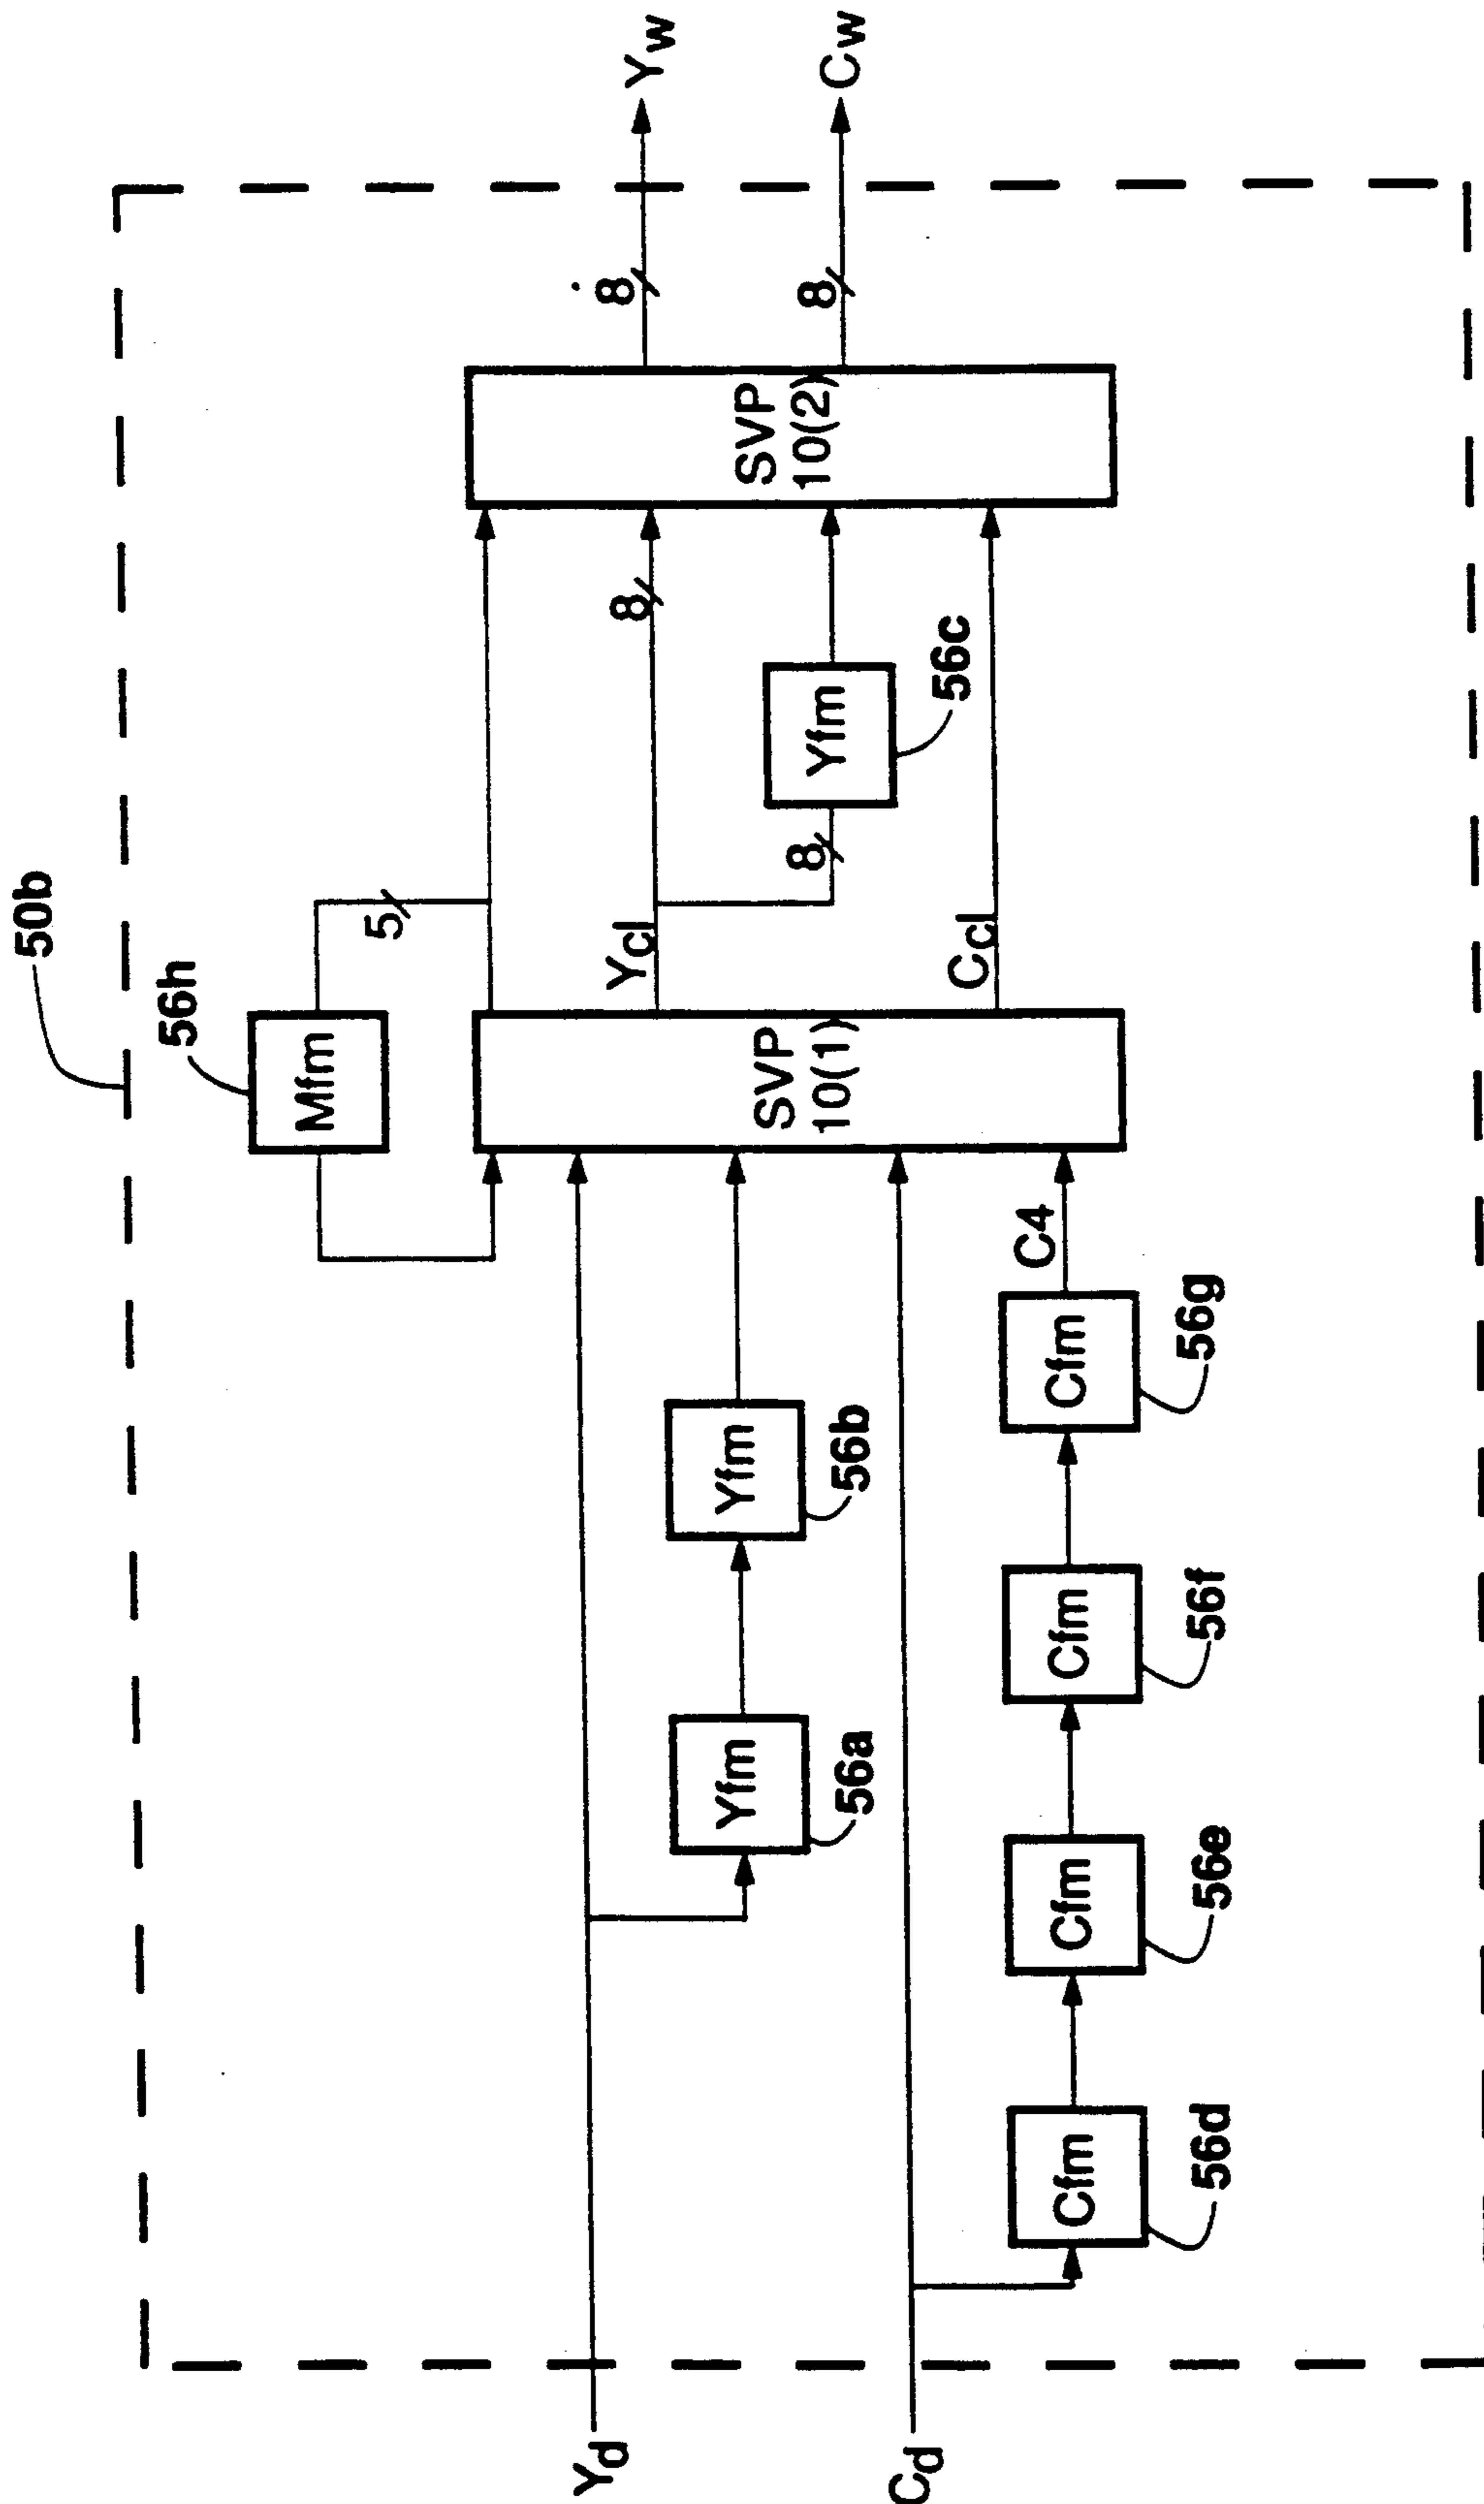 50b
56h
Mfm
5
Yd
Ycl
8
8
Yw
Yfm
56a
Yfm
56b
SVP
10(1)
8
Yfm
56c
SVP
10(2)
8
Cw
Cd
Ccl
C4
Cfm
56d
Cfm
56e
Cfm
56f
Cfm
56g